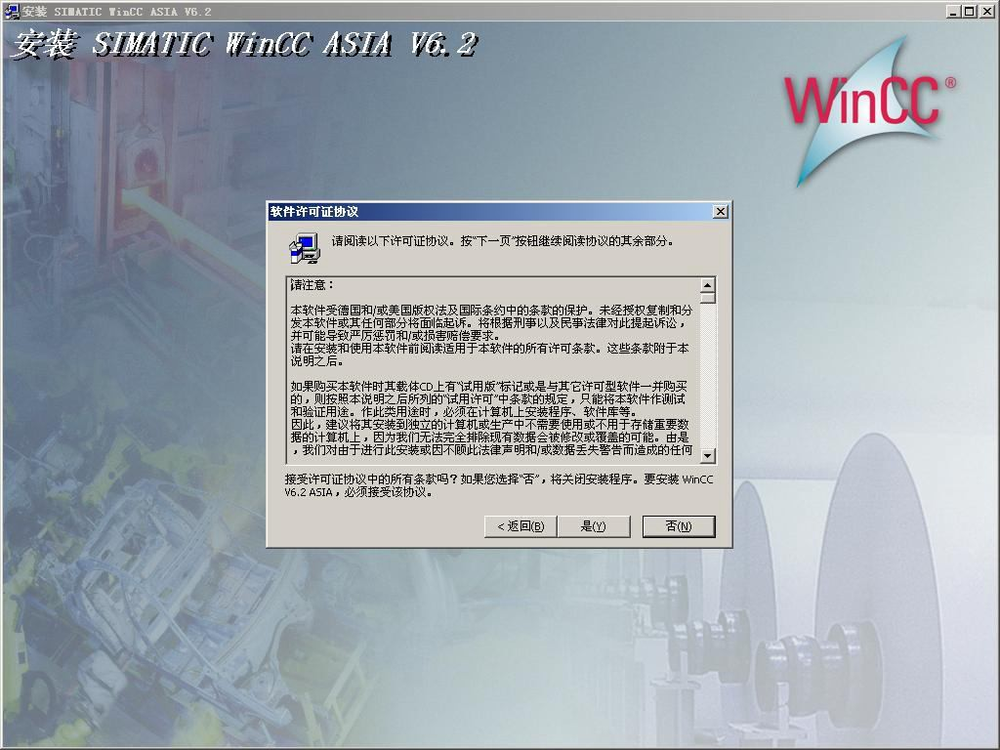 安装 SIMATIC WinCC ASIA V6.2
安装 SIMATIC WinCC ASIA V6.2
WinCC®
软件许可证协议
请阅读以下许可证协议。按“下一页”按钮继续阅读协议的其余部分。
请注意：
本软件受德国和/或美国版权法及国际条约中的条款的保护。未经授权复制和分
发本软件或其任何部分将面临起诉。将根据刑事以及民事法律对此提起诉讼，
并可能导致严厉惩罚和/或损害赔偿要求。
请在安装和使用本软件前阅读适用于本软件的所有许可条款。这些条款附于本
说明之后。
如果购买本软件时其载体CD上有“试用版”标记或是与其它许可型软件一并购买
的，则按照本说明之后所列的“试用许可”中条款的规定，只能将本软件作测试
和验证用途。作此类用途时，必须在计算机上安装程序、软件库等。
因此，建议将其安装到独立的计算机或生产中不需要使用或不用于存储重要数
据的计算机上，因为我们无法完全排除现有数据会被修改或覆盖的可能。由是
，我们对由于进行此安装或因不顾此法律声明和/或数据丢失警告而造成的任何
接受许可证协议中的所有条款吗？如果您选择“否”，将关闭安装程序。要安装 WinCC
V6.2 ASIA，必须接受该协议。
< 返回(B)
是(Y)
否(N)